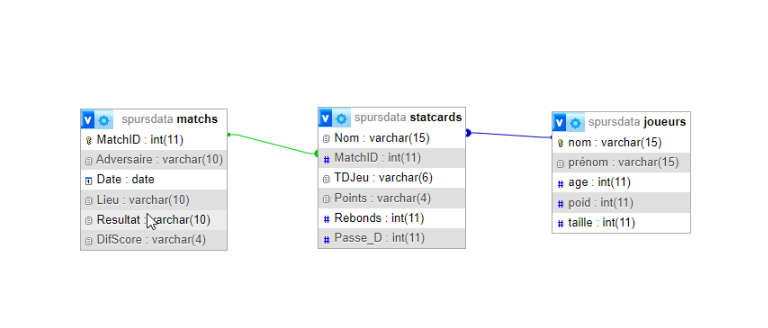 spursdata matchs
MatchID : int(11)
Adversaire : varchar(10)
Date : date
Lieu : varchar(10)
Resultat : varchar(10)
DifScore : varchar(4)
spursdata statcards
Nom : varchar(15)
MatchID : int(11)
TDJeu : varchar(6)
Points : varchar(4)
Rebonds : int(11)
Passe_D : int(11)
spursdata joueurs
nom : varchar(15)
prénom : varchar(15)
age : int(11)
poid : int(11)
taille : int(11)